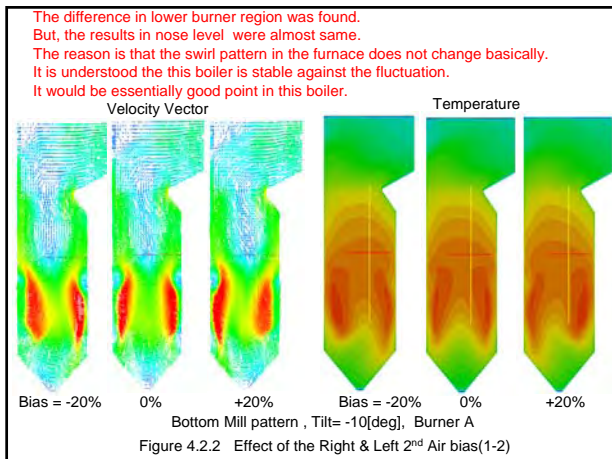 The difference in lower burner region was found.
But, the results in nose level were almost same.
The reason is that the swirl pattern in the furnace does not change basically.
It is understood the this boiler is stable against the fluctuation.
It would be essentially good point in this boiler.
Velocity Vector
Temperature
Bias = -20% 0% +20%
Bias = -20% 0% +20%
Bottom Mill pattern , Tilt= -10[deg], Burner A
Figure 4.2.2 Effect of the Right & Left 2nd Air bias(1-2)